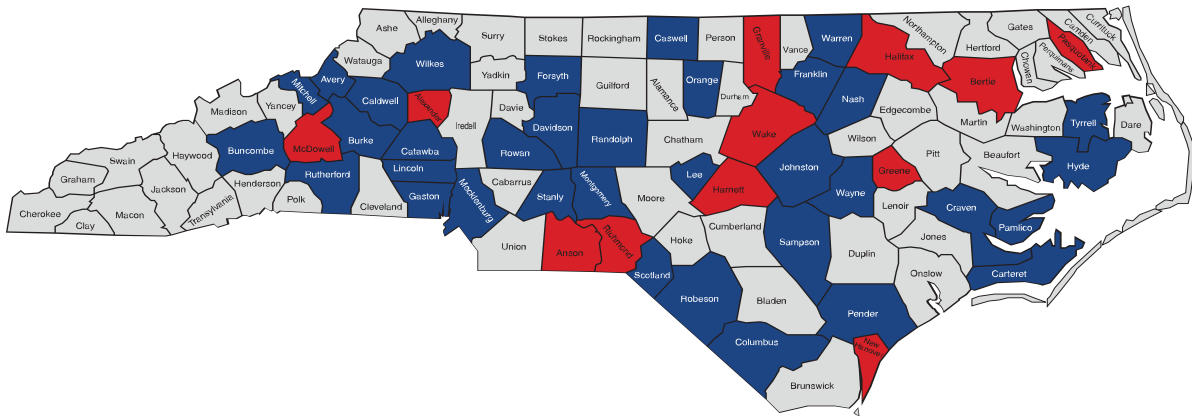 Ashe
Alleghany
Surry
Stokes
Rockingham
Caswell
Person
Granville
Vance
Warren
Halifax
Northampton
Hertford
Gates
Camden
Currituck
Pasquotank
Perquimans
Chowan
Bertie
Watauga
Wilkes
Yadkin
Forsyth
Guilford
Alamance
Orange
Durham
Franklin
Nash
Edgecombe
Martin
Washington
Tyrrell
Dare
Mitchell
Avery
Caldwell
Alexander
Iredell
Davie
Davidson
Randolph
Chatham
Wake
Wilson
Pitt
Beaufort
Hyde
Madison
Yancey
McDowell
Burke
Catawba
Rowan
Lincoln
Buncombe
Haywood
Swain
Graham
Rutherford
Gaston
Cabarrus
Stanly
Montgomery
Moore
Lee
Harnett
Johnston
Wayne
Greene
Lenoir
Craven
Pamlico
Cherokee
Clay
Macon
Jackson
Transylvania
Henderson
Polk
Cleveland
Mecklenburg
Union
Anson
Richmond
Scotland
Hoke
Cumberland
Sampson
Duplin
Jones
Onslow
Carteret
Robeson
Bladen
Pender
Columbus
Brunswick
New
Hanover